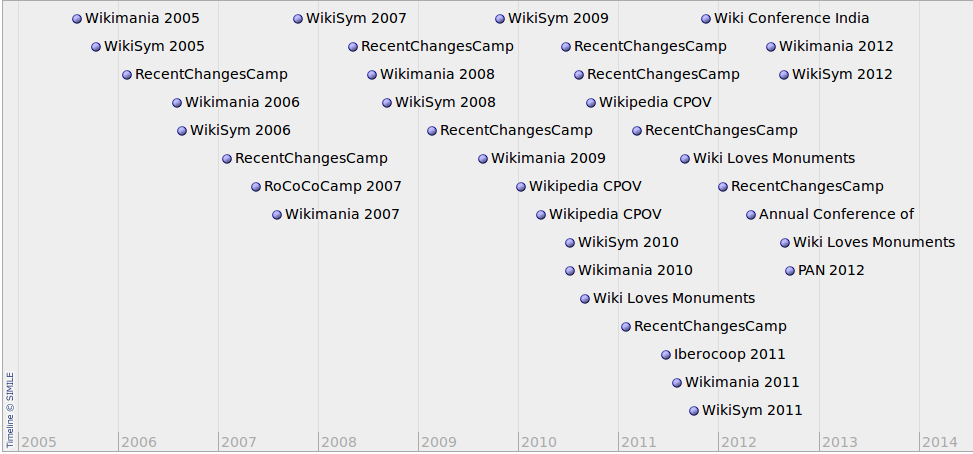 Wikimania 2005 WikiSym 2007 WikiSym 2009 Wiki Conference India
WikiSym 2005 RecentChangesCamp RecentChangesCamp Wikimania 2012
RecentChangesCamp Wikimania 2008 RecentChangesCamp WikiSym 2012
Wikimania 2006 WikiSym 2008 Wikipedia CPOV
WikiSym 2006 RecentChangesCamp RecentChangesCamp
RecentChangesCamp Wikimania 2009 Wiki Loves Monuments
RoCoCoCamp 2007 Wikipedia CPOV RecentChangesCamp
Wikimania 2007 Wikipedia CPOV Annual Conference of
WikiSym 2010 Wiki Loves Monuments
Wikimania 2010 PAN 2012
Wiki Loves Monuments
RecentChangesCamp
Iberocoop 2011
Wikimania 2011
WikiSym 2011
Timeline © SIMILE
2005 2006 2007 2008 2009 2010 2011 2012 2013 2014